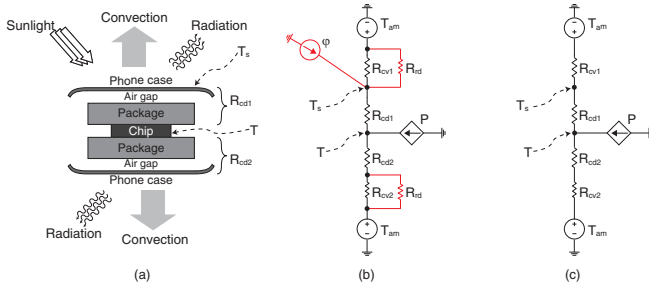 Convection
Radiation
Sunlight
Ts
Phone case
Air gap
Package
Rcd1
Chip
T
Package
Rcd2
Air gap
Phone case
Radiation
Convection
(a)
+
−
Tam
φ
Rcv1
Rrd
Ts
Rcd1
P
T
Rcd2
Rcv2
Rrd
+
−
Tam
(b)
+
−
Tam
Rcv1
Ts
Rcd1
P
T
Rcd2
Rcv2
+
−
Tam
(c)